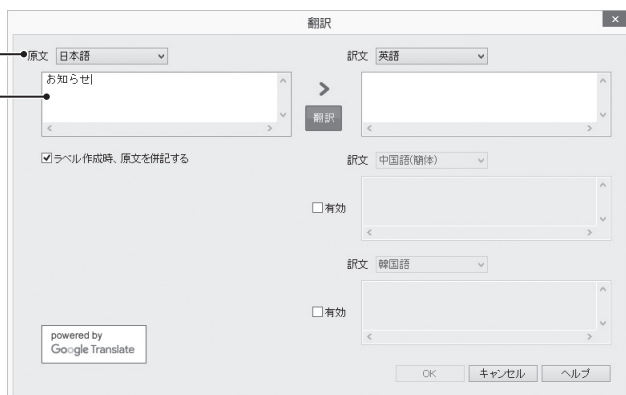 翻訳
原文 日本語
訳文 英語
お知らせ
翻訳
ラベル作成時、原文を併記する
訳文 中国語(簡体)
有効
訳文 韓国語
有効
powered by
Google Translate
OK キャンセル ヘルプ